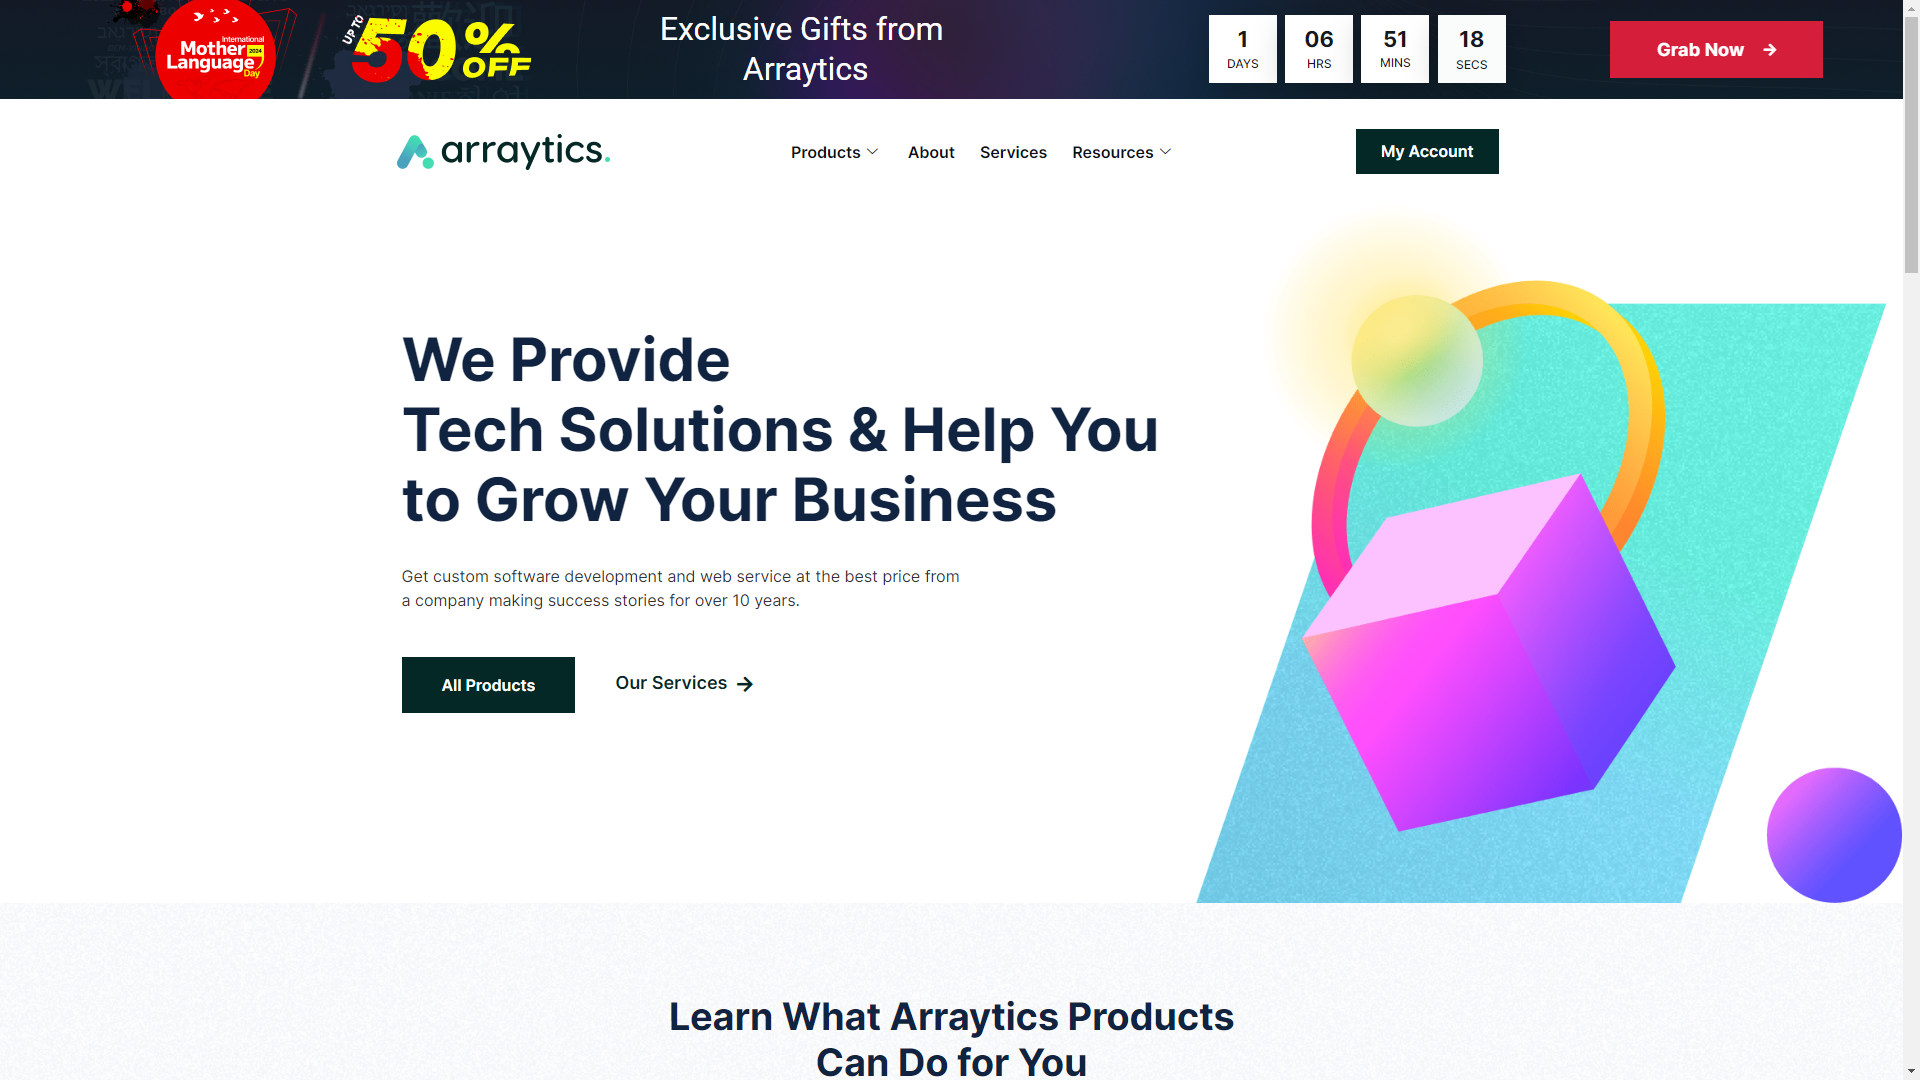 International
Mother
2024
Language
Day
UP TO
50%
OFF
Exclusive Gifts from
Arraytics
1
DAYS
06
HRS
51
MINS
18
SECS
Grab Now
arraytics.
Products
About
Services
Resources
My Account
We Provide
Tech Solutions & Help You
to Grow Your Business
Get custom software development and web service at the best price from
a company making success stories for over 10 years.
All Products
Our Services
Learn What Arraytics Products
Can Do for You